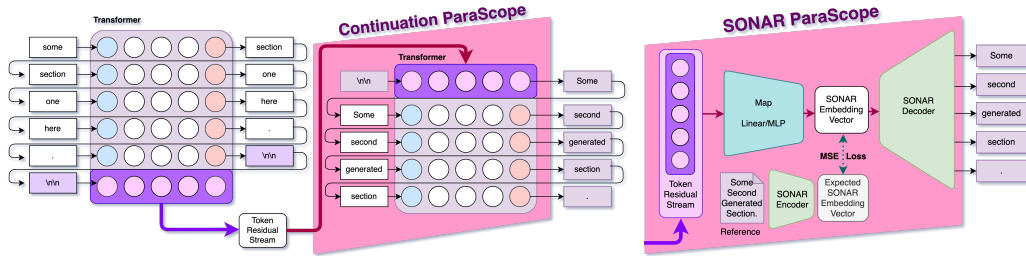 Transformer
some
section
section
one
one
here
here
.
.
\n\n
\n\n
Token
Residual
Stream
Continuation ParaScope
Transformer
\n\n
Some
Some
second
second
generated
generated
section
section
.
SONAR ParaScope
Token
Residual
Stream
Map
Linear/MLP
SONAR
Embedding
Vector
SONAR
Decoder
MSE Loss
Some
Second
Generated
Section.
Reference
SONAR
Encoder
Expected
SONAR
Embedding
Vector
Some
second
generated
section
.